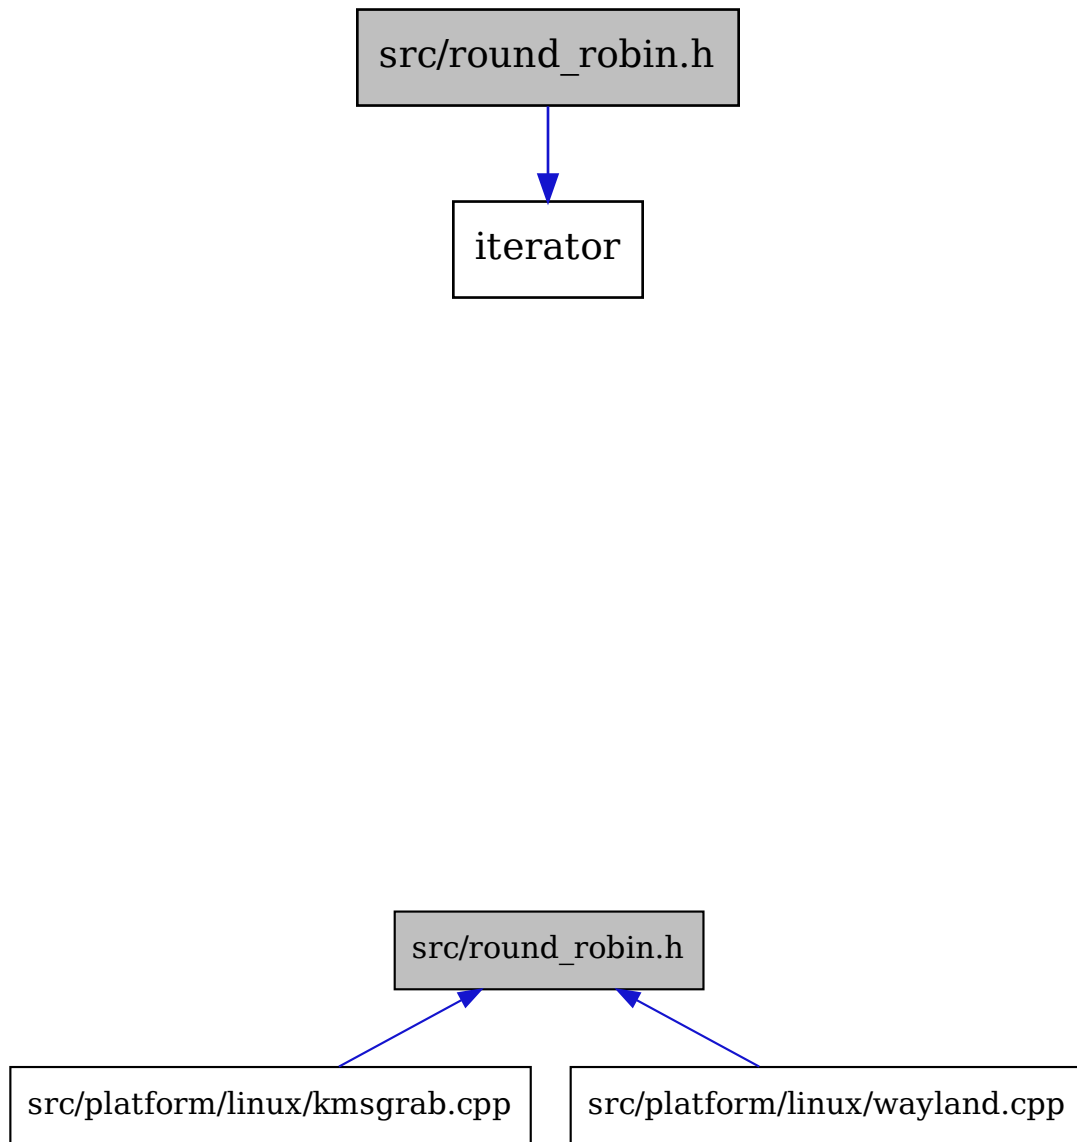 src/round_robin.h
iterator
src/round_robin.h
src/platform/linux/kmsgrab.cpp
src/platform/linux/wayland.cpp